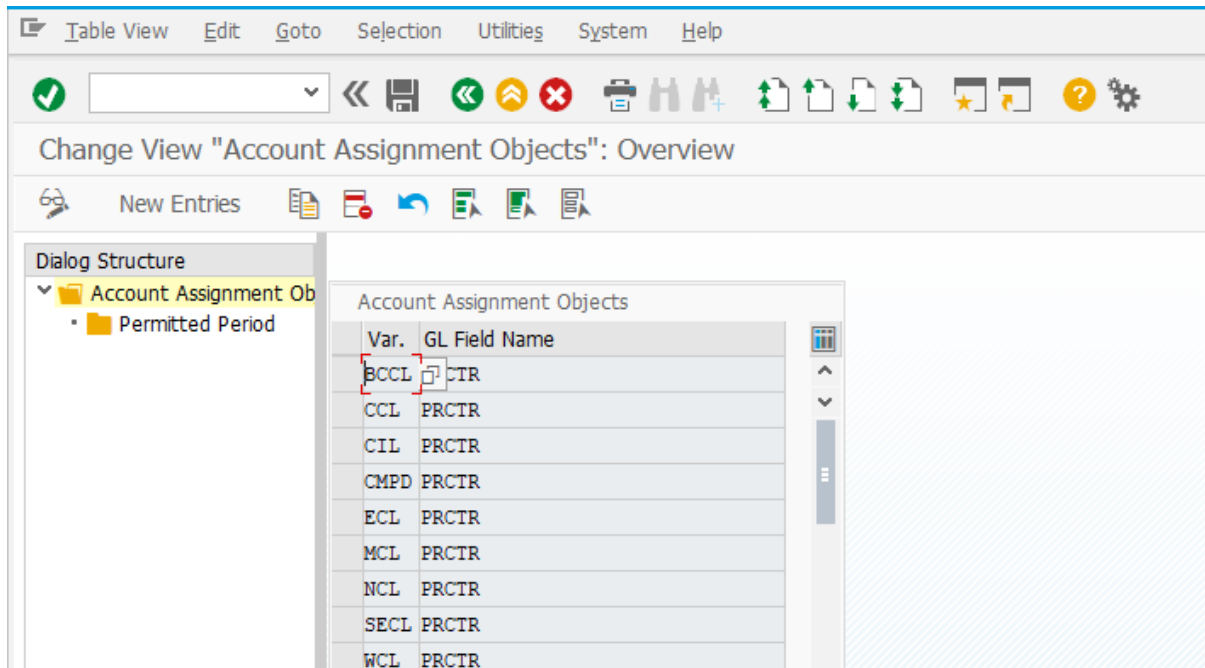 Table View Edit Goto Selection Utilities System Help
Change View "Account Assignment Objects": Overview
New Entries
Dialog Structure
Account Assignment Ob
Permitted Period
Account Assignment Objects
Var. GL Field Name
BCCL CTR
CCL PRCTR
CIL PRCTR
CMPD PRCTR
ECL PRCTR
MCL PRCTR
NCL PRCTR
SECL PRCTR
WCL PRCTR